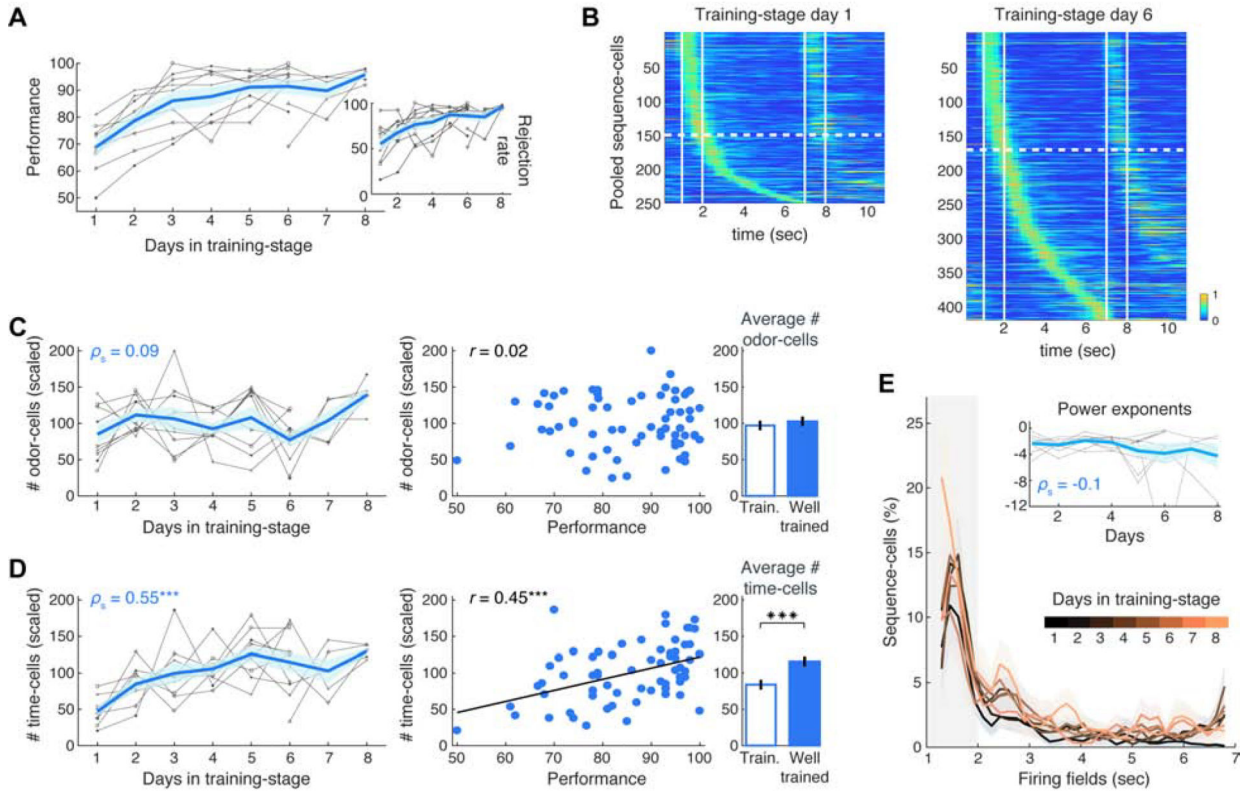 A
Performance
100
90
80
70
60
50
1 2 3 4 5 6 7 8
Days in training-stage
100
50
0
2 4 6 8
Rejection rate
B
Training-stage day 1
Pooled sequence-cells
50
100
150
200
250
2 4 6 8 10
time (sec)
Training-stage day 6
50
100
150
200
250
300
350
400
2 4 6 8 10
time (sec)
1
0
C
# odor-cells (scaled)
ρs = 0.09
200
150
100
50
0
1 2 3 4 5 6 7 8
Days in training-stage
# odor-cells (scaled)
r = 0.02
200
150
100
50
0
50 60 70 80 90 100
Performance
Average #
odor-cells
Train. Well
trained
D
# time-cells (scaled)
ρs = 0.55***
200
150
100
50
0
1 2 3 4 5 6 7 8
Days in training-stage
# time-cells (scaled)
r = 0.45***
200
150
100
50
0
50 60 70 80 90 100
Performance
Average #
time-cells
***
Train. Well
trained
E
Sequence-cells (%)
25
20
15
10
5
0
1 2 3 4 5 6 7
Firing fields (sec)
Power exponents
0
-4
-8
-12
ρs = -0.1
2 4 6 8
Days
Days in training-stage
1 2 3 4 5 6 7 8